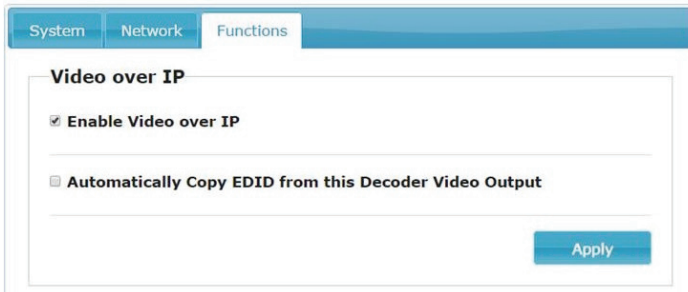 System Network Functions
Video over IP
Enable Video over IP
Automatically Copy EDID from this Decoder Video Output
Apply